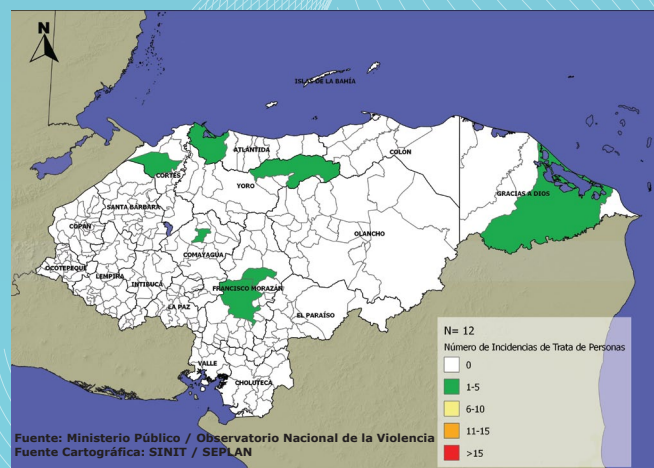 N
ISLAS DE LA BAHÍA
ATLÁNTIDA
COLÓN
CORTÉS
YORO
GRACIAS A DIOS
SANTA BÁRBARA
COPÁN
OLANCHO
COMAYAGUA
OCOTEPEQUE
LEMPIRA
INTIBUCÁ
FRANCISCO MORAZÁN
LA PAZ
EL PARAÍSO
VALLE
CHOLUTECA
N= 12
Número de Incidencias de Trata de Personas
0
1-5
6-10
11-15
>15
Fuente: Ministerio Público / Observatorio Nacional de la Violencia
Fuente Cartográfica: SINIT / SEPLAN